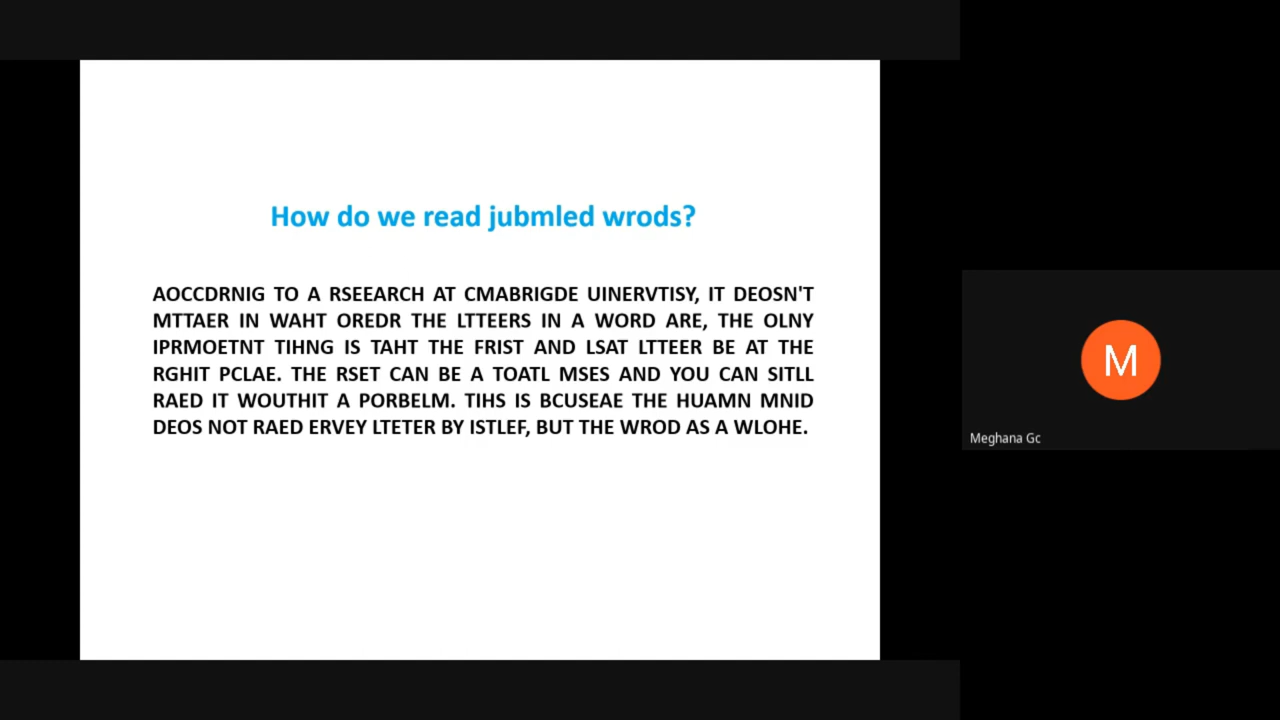 How do we read jubmled wrods?
AOCCDRNIG TO A RSEEARCH AT CMABRIGDE UINERVTISY, IT DEOSN'T
MTTAER IN WAHT OREDR THE LTTEERS IN A WORD ARE, THE OLNY
IPRMOETNT TIHNG IS TAHT THE FRIST AND LSAT LTTEER BE AT THE
RGHIT PCLAE. THE RSET CAN BE A TOATL MSES AND YOU CAN SITLL
RAED IT WOUTHIT A PORBELM. TIHS IS BCUSEAE THE HUAMN MNID
DEOS NOT RAED ERVEY LTETER BY ISTLEF, BUT THE WROD AS A WLOHE.
M
Meghana Gc